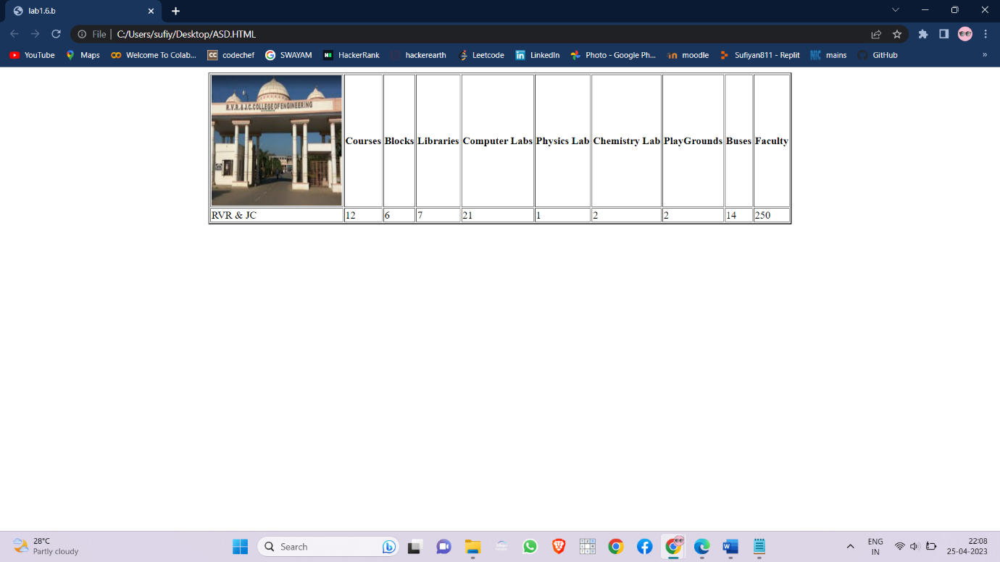 lab1.6.b
File C:/Users/sufiy/Desktop/ASD.HTML
YouTube Maps Welcome To Colab... codechef SWAYAM HackerRank hackerearth Leetcode LinkedIn Photo - Google Ph... moodle Sufiyan811 - Replit mains GitHub »
R.V.R. & J.C. COLLEGE OF ENGINEERING
Courses Blocks Libraries Computer Labs Physics Lab Chemistry Lab PlayGrounds Buses Faculty
RVR & JC 12 6 7 21 1 2 2 14 250
28°C
Partly cloudy
Search
ENG
IN
22:08
25-04-2023